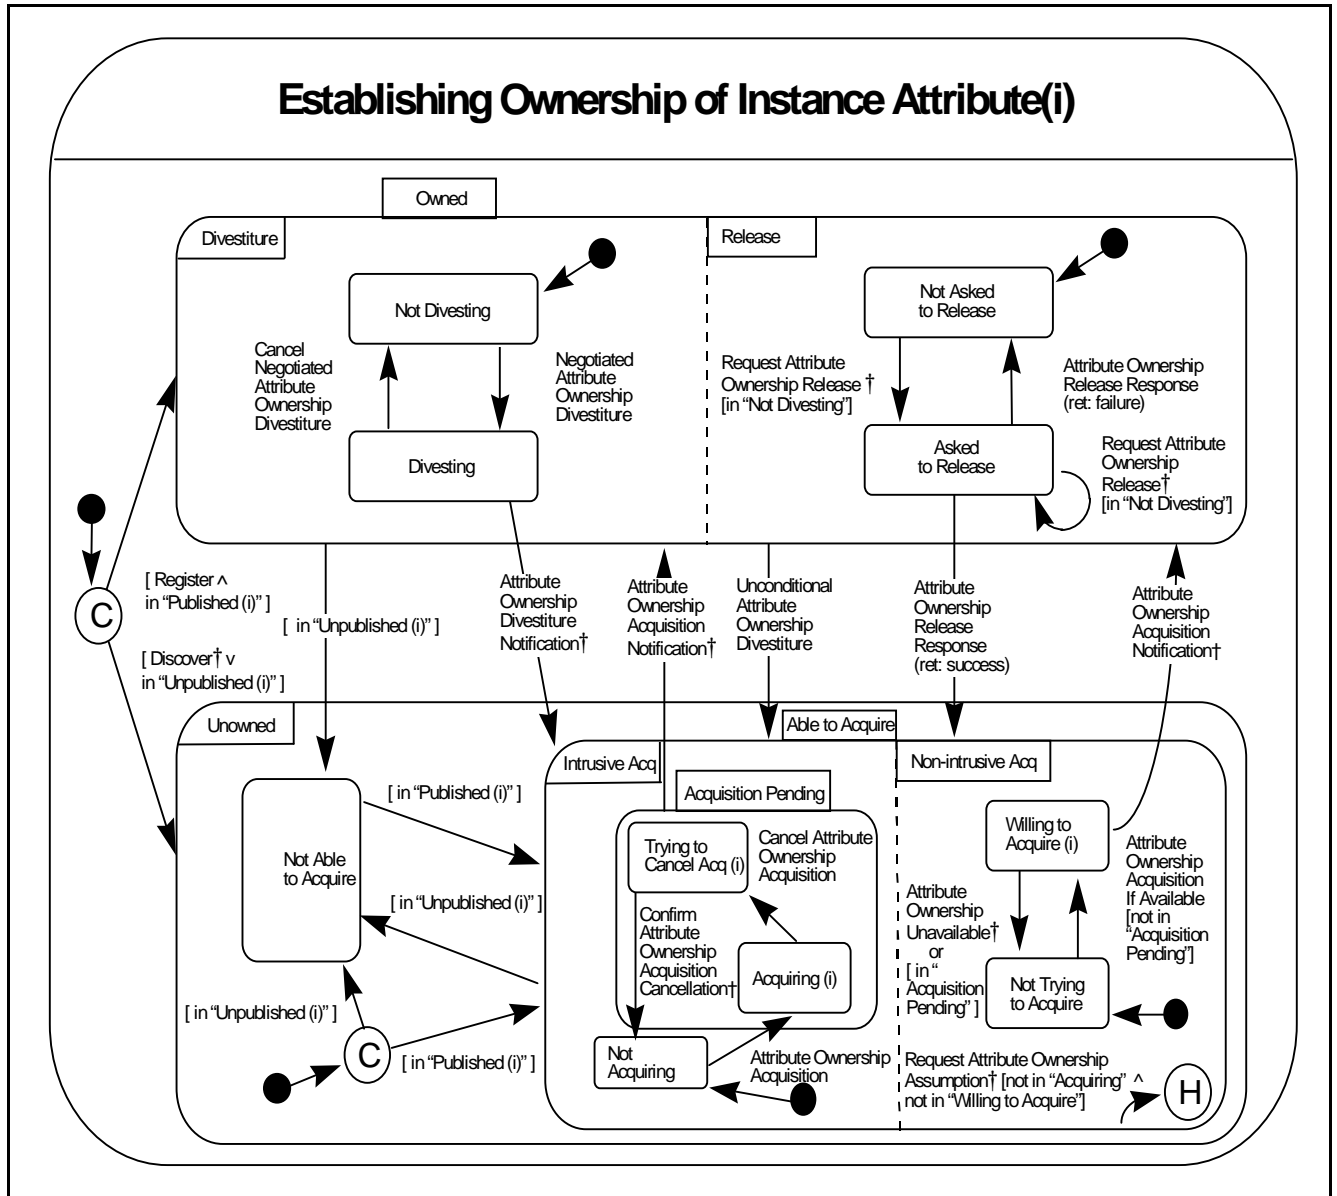 Establishing Ownership of Instance Attribute(i)
Owned
Divestiture
Release
Not Divesting
Not Asked
to Release
Cancel
Negotiated
Attribute
Ownership
Divestiture
Negotiated
Attribute
Ownership
Divestiture
Request Attribute
Ownership Release †
[in “Not Divesting”]
Attribute Ownership
Release Response
(ret: failure)
Divesting
Asked
to Release
Request Attribute
Ownership
Release†
[in “Not Divesting”]
C
[ Register ^
in “Published (i)” ]
[ Discover† v
in “Unpublished (i)” ]
[ in “Unpublished (i)” ]
Attribute
Ownership
Divestiture
Notification†
Attribute
Ownership
Acquisition
Notification†
Unconditional
Attribute
Ownership
Divestiture
Attribute
Ownership
Release
Response
(ret: success)
Attribute
Ownership
Acquisition
Notification†
Unowned
Able to Acquire
Intrusive Acq
Non-intrusive Acq
Acquisition Pending
[ in “Published (i)” ]
Not Able
to Acquire
[ in “Unpublished (i)” ]
Trying to
Cancel Acq (i)
Cancel Attribute
Ownership
Acquisition
Confirm
Attribute
Ownership
Acquisition
Cancellation†
Acquiring (i)
Willing to
Acquire (i)
Attribute
Ownership
Acquisition
If Available
[not in
“Acquisition
Pending”]
Attribute
Ownership
Unavailable†
or
[ in “
Acquisition
Pending” ]
Not Trying
to Acquire
[ in “Unpublished (i)” ]
C
[ in “Published (i)” ]
Not
Acquiring
Attribute Ownership
Acquisition
Request Attribute Ownership
Assumption† [not in “Acquiring” ^
not in “Willing to Acquire”]
H